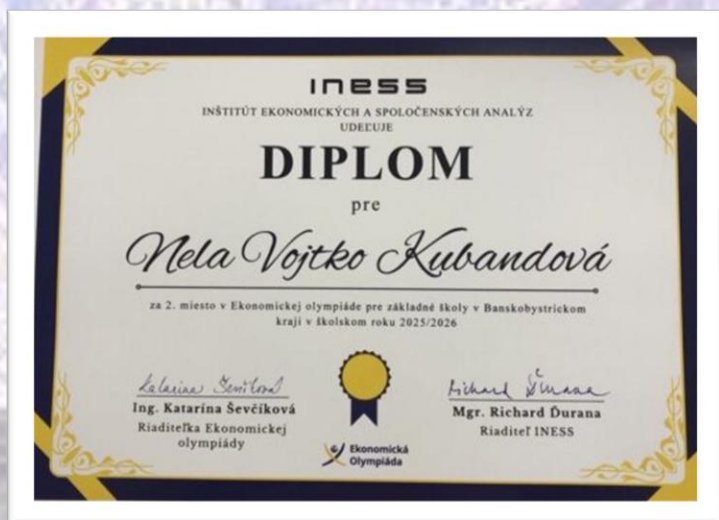 INESS
INŠTITÚT EKONOMICKÝCH A SPOLOČENSKÝCH ANALÝZ
UDEĽUJE
DIPLOM
pre
Nela Vojtko Kubandová
za 2. miesto v Ekonomickej olympiáde pre základné školy v Banskobystrickom
kraji v školskom roku 2025/2026
Ing. Katarína Ševčíková
Riaditeľka Ekonomickej
olympiády
Richard Ďurana
Mgr. Richard Ďurana
Riaditeľ INESS
Ekonomická
Olympiáda